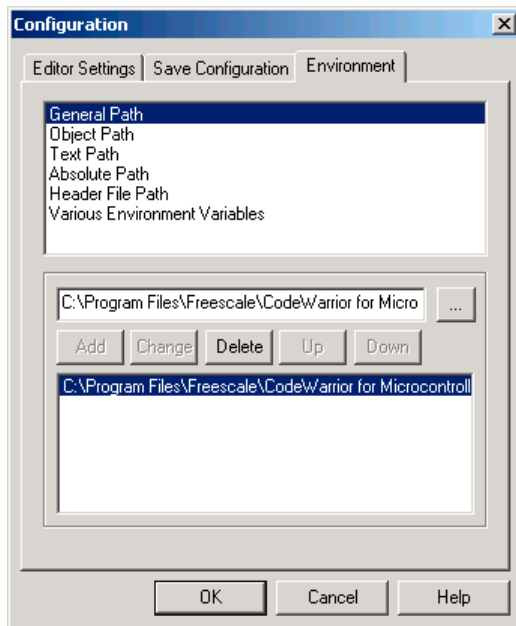 Configuration
Editor Settings Save Configuration Environment
General Path
Object Path
Text Path
Absolute Path
Header File Path
Various Environment Variables
C:\Program Files\Freescale\CodeWarrior for Micro ...
Add Change Delete Up Down
C:\Program Files\Freescale\CodeWarrior for Microcontroll
OK Cancel Help